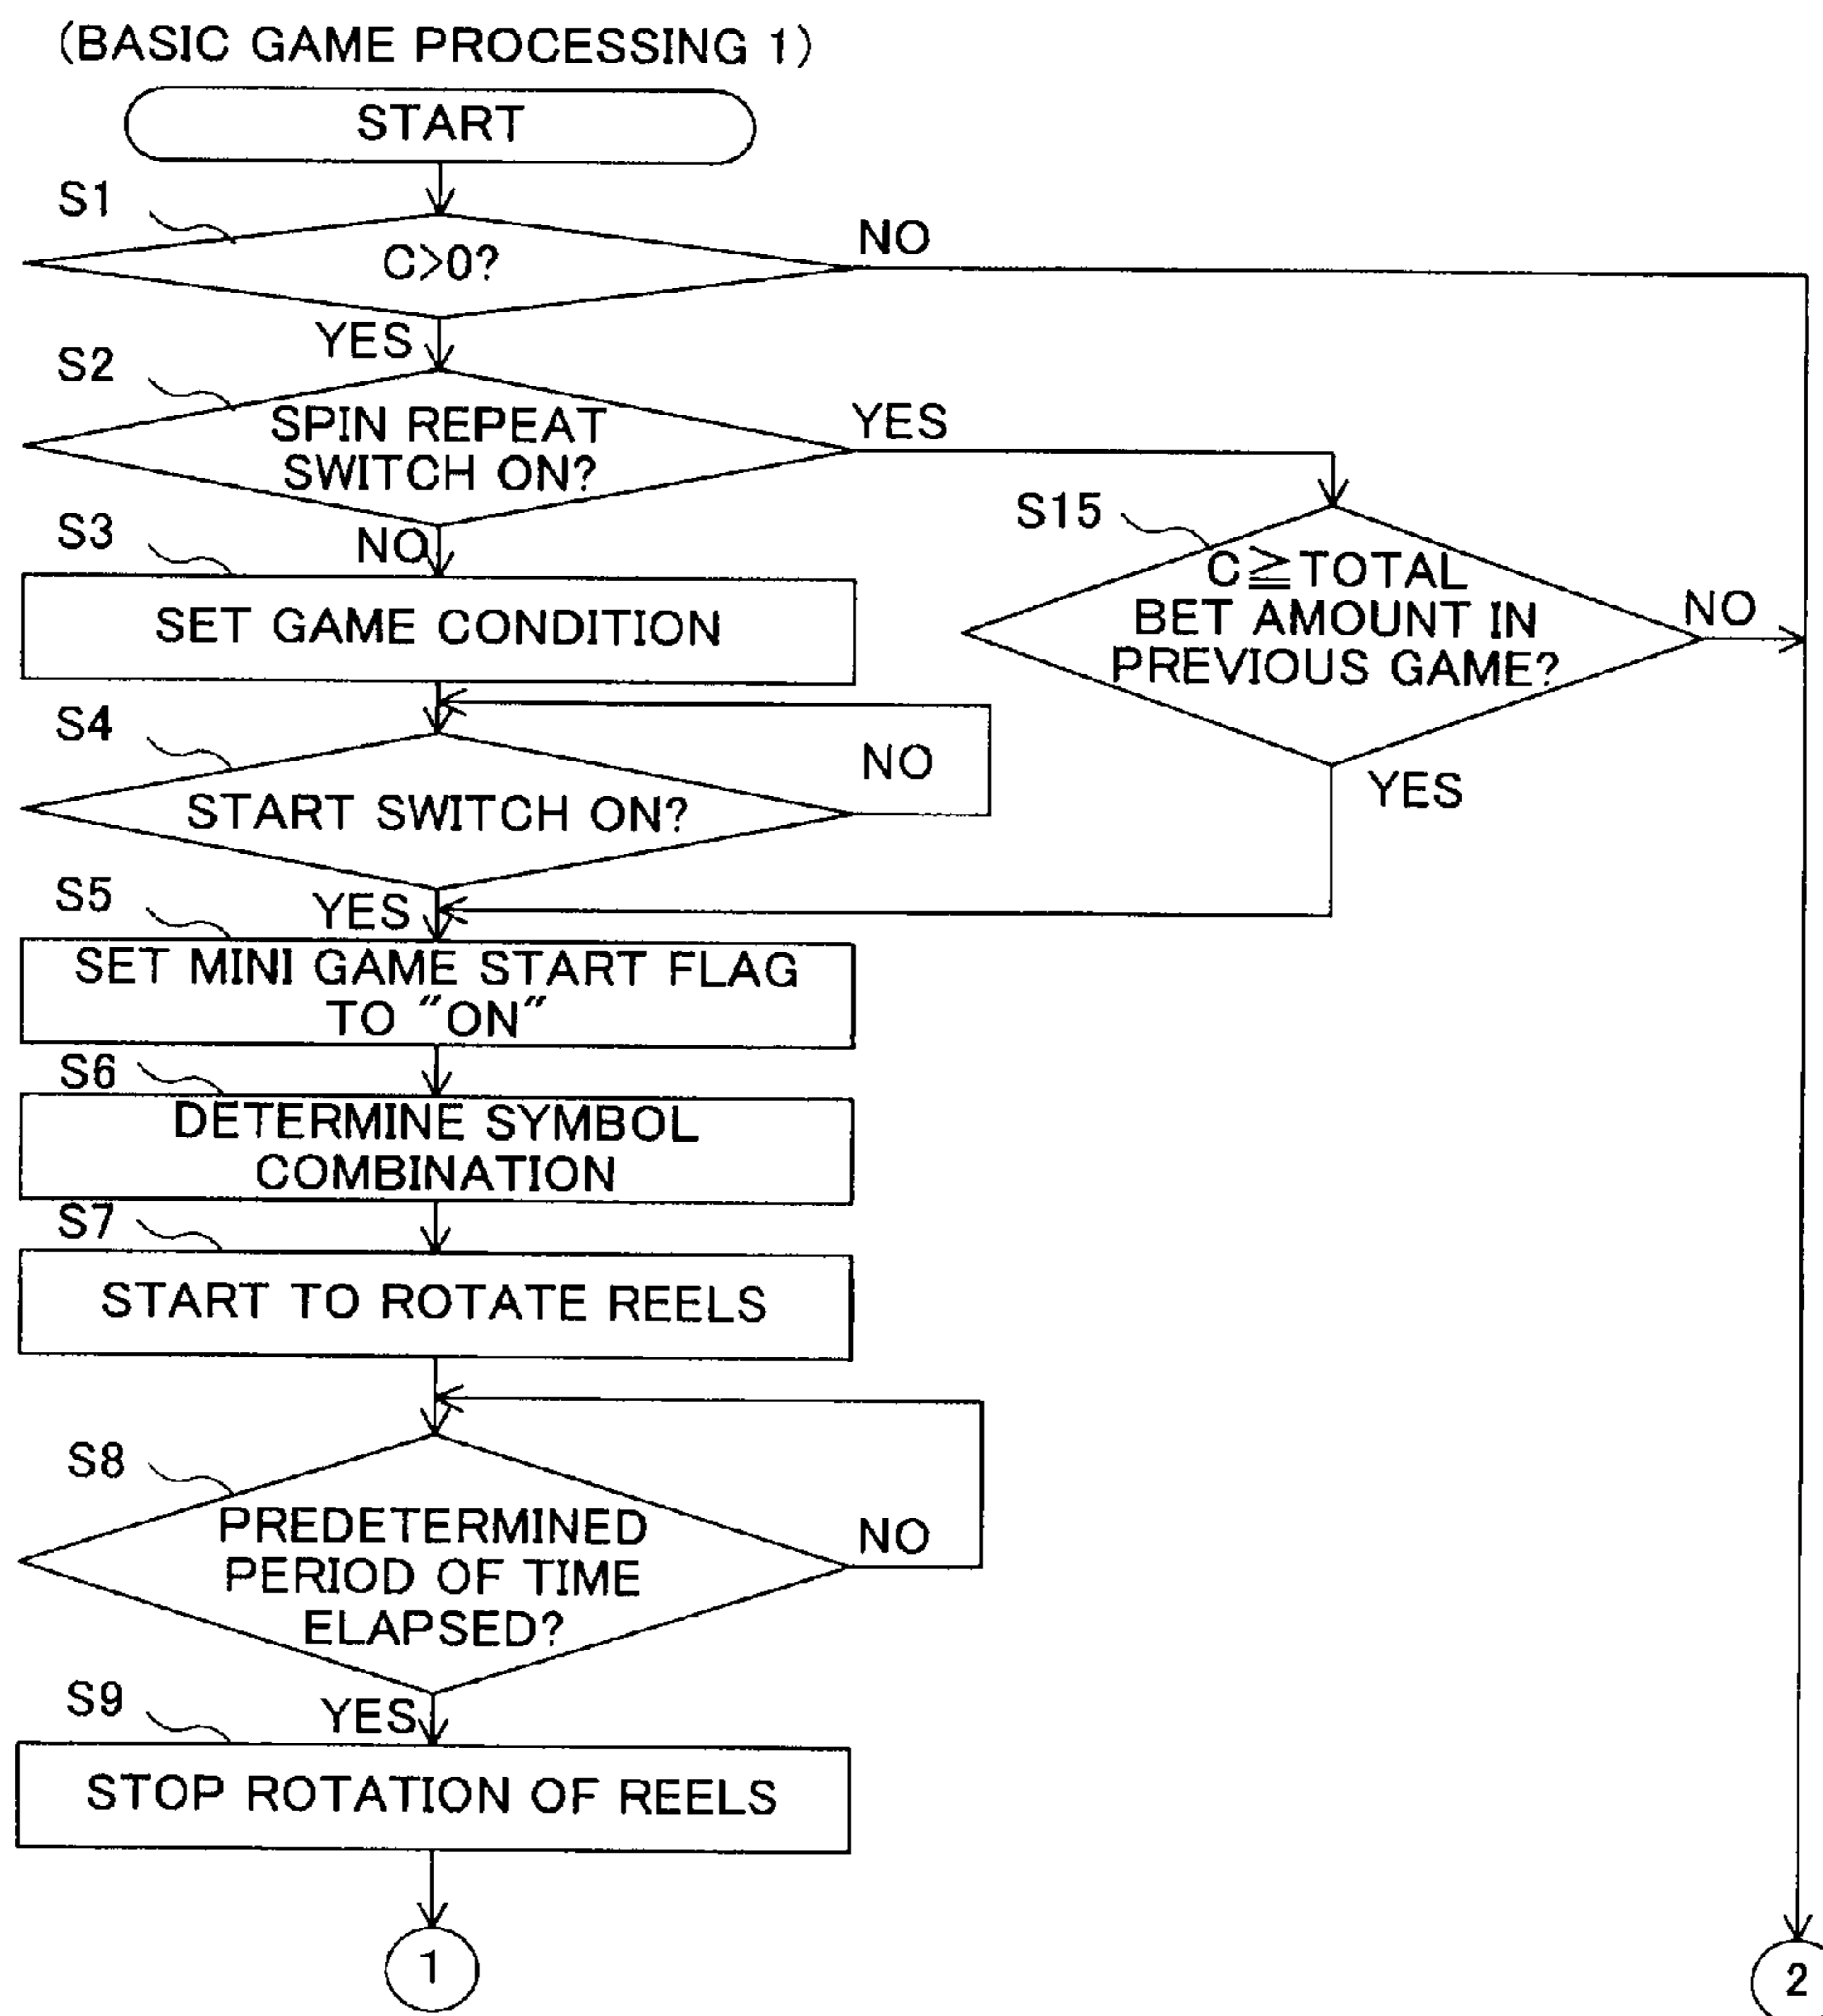 (BASIC GAME PROCESSING 1)
START
S1
C>0?
NO
YES
S2
SPIN REPEAT
SWITCH ON?
YES
NO
S3
SET GAME CONDITION
S15
C≧TOTAL
BET AMOUNT IN
PREVIOUS GAME?
NO
YES
S4
START SWITCH ON?
NO
YES
S5
SET MINI GAME START FLAG
TO "ON"
S6
DETERMINE SYMBOL
COMBINATION
S7
START TO ROTATE REELS
S8
PREDETERMINED
PERIOD OF TIME
ELAPSED?
NO
YES
S9
STOP ROTATION OF REELS
1
2